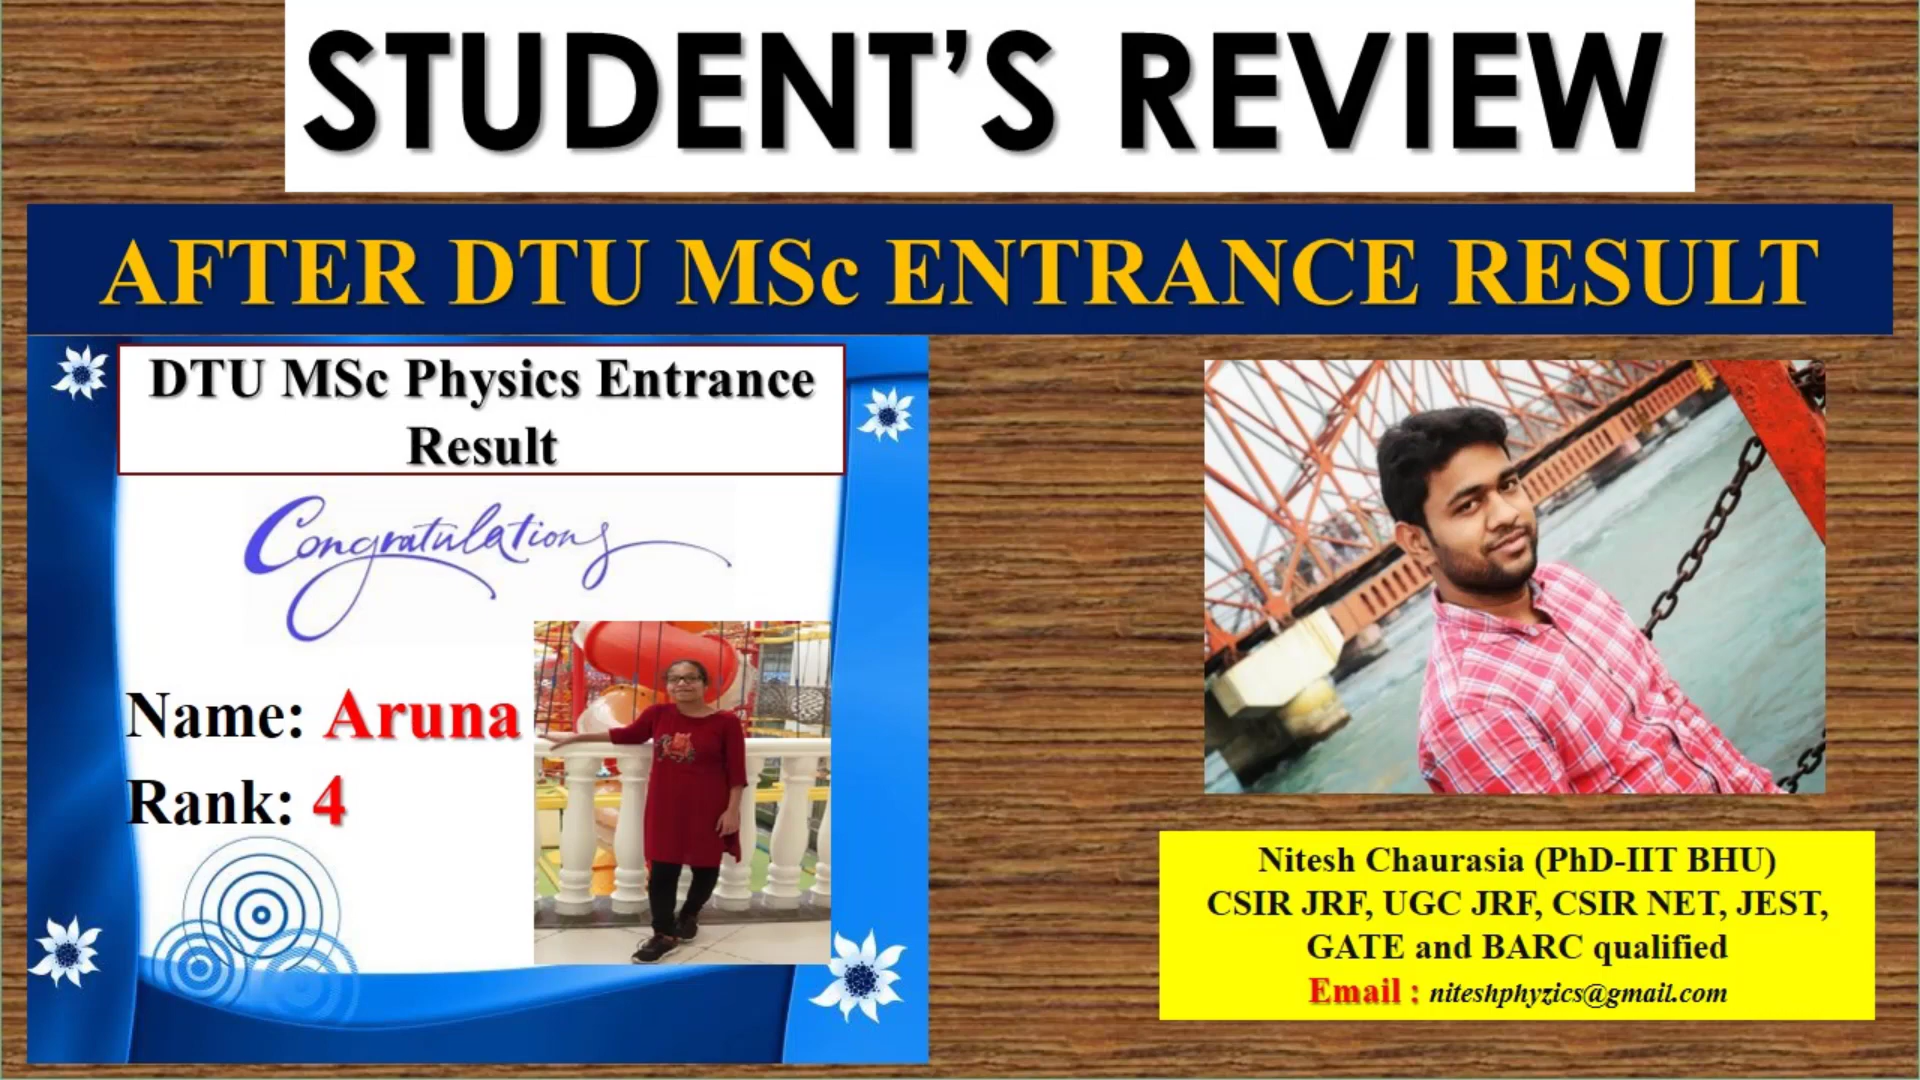 STUDENT'S REVIEW
AFTER DTU MSc ENTRANCE RESULT
DTU MSc Physics Entrance
Result
Congratulations
Name: Aruna
Rank: 4
Nitesh Chaurasia (PhD-IIT BHU)
CSIR JRF, UGC JRF, CSIR NET, JEST,
GATE and BARC qualified
Email : niteshphyzics@gmail.com